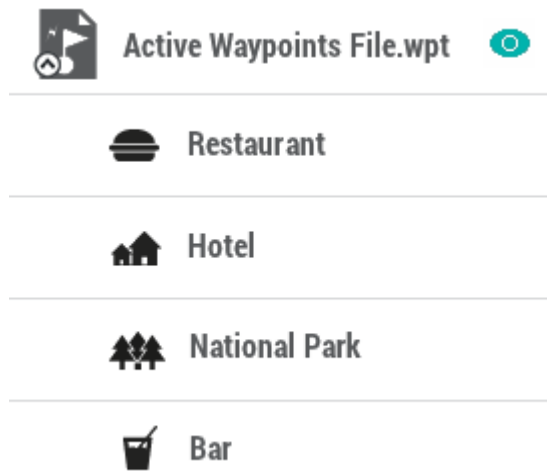 Active Waypoints File.wpt
Restaurant
Hotel
National Park
Bar